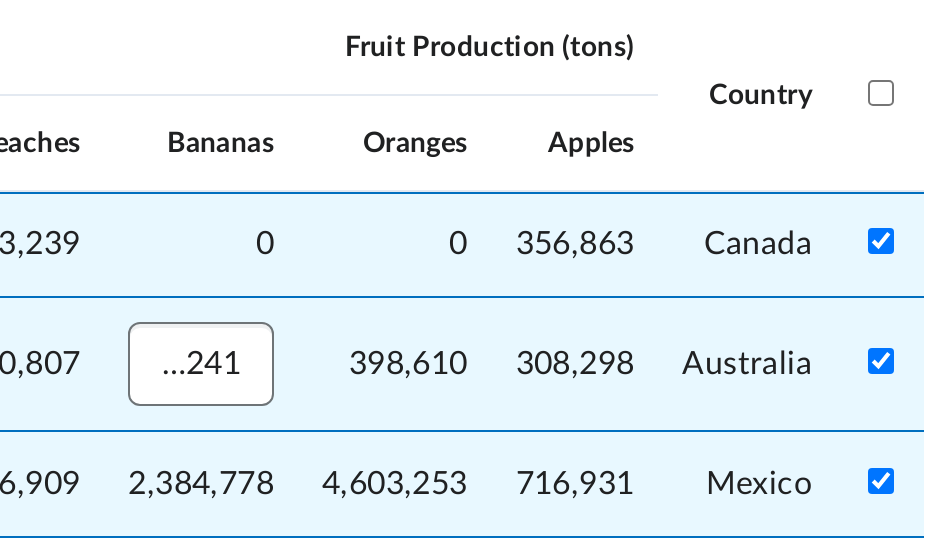 Fruit Production (tons)
Country
eaches Bananas Oranges Apples
3,239 0 0 356,863 Canada
0,807 ...241 398,610 308,298 Australia
6,909 2,384,778 4,603,253 716,931 Mexico